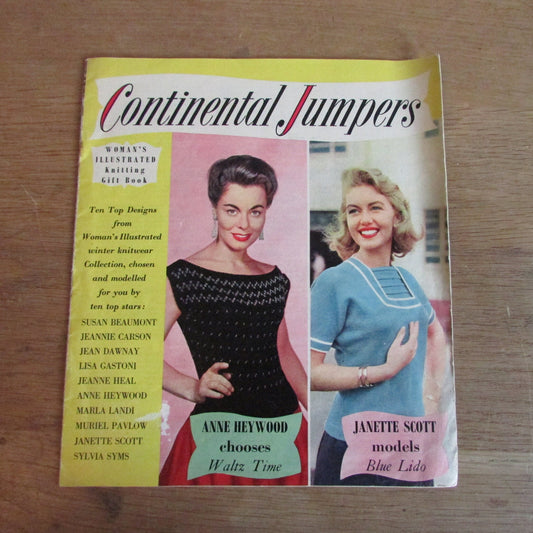 Continental Jumpers
WOMAN'S
ILLUSTRATED
Knitting
Gift Book
Ten Top Designs
from
Woman's Illustrated
winter knitwear
Collection, chosen
and modelled
for you by
ten top stars:
SUSAN BEAUMONT
JEANNIE CARSON
JEAN DAWNAY
LISA GASTONI
JEANNE HEAL
ANNE HEYWOOD
MARLA LANDI
MURIEL PAVLOW
JANETTE SCOTT
SYLVIA SYMS
ANNE HEYWOOD
chooses
Waltz Time
JANETTE SCOTT
models
Blue Lido